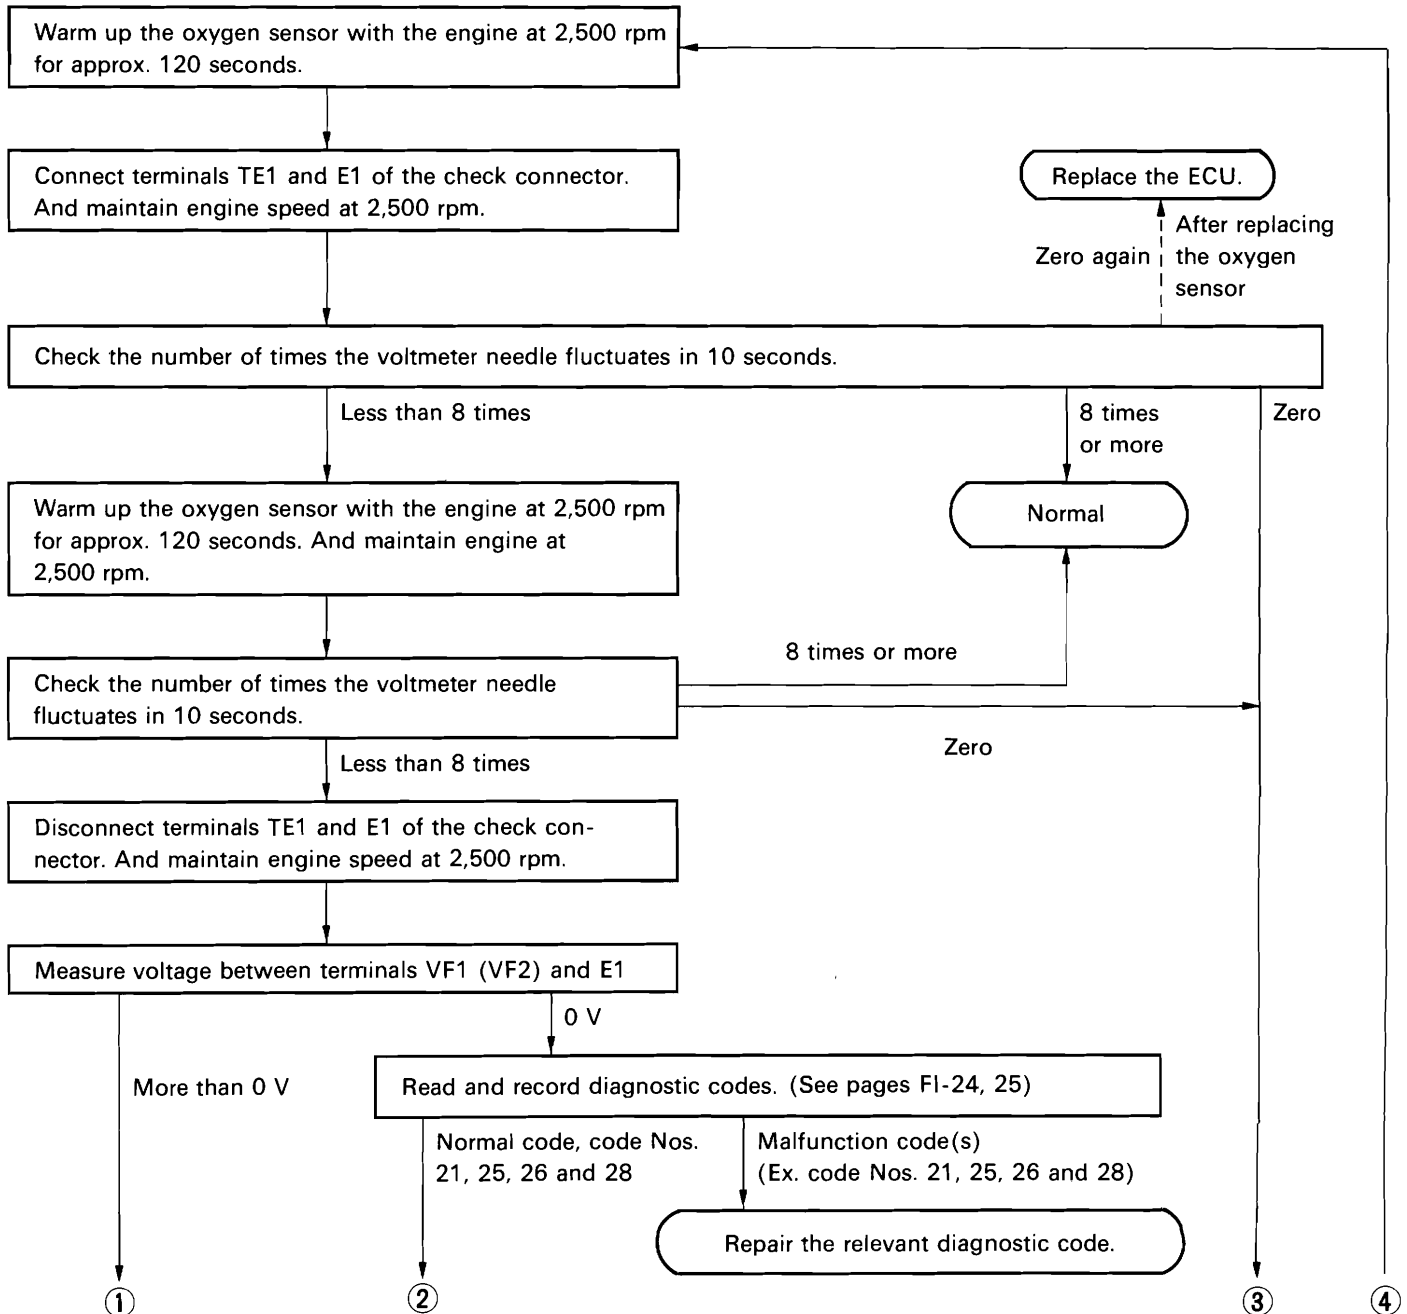 Warm up the oxygen sensor with the engine at 2,500 rpm
for approx. 120 seconds.
Connect terminals TE1 and E1 of the check connector.
And maintain engine speed at 2,500 rpm.
Replace the ECU.
Zero again
After replacing
the oxygen
sensor
Check the number of times the voltmeter needle fluctuates in 10 seconds.
Less than 8 times
8 times
or more
Zero
Warm up the oxygen sensor with the engine at 2,500 rpm
for approx. 120 seconds. And maintain engine at
2,500 rpm.
Normal
8 times or more
Check the number of times the voltmeter needle
fluctuates in 10 seconds.
Zero
Less than 8 times
Disconnect terminals TE1 and E1 of the check con-
nector. And maintain engine speed at 2,500 rpm.
Measure voltage between terminals VF1 (VF2) and E1
0 V
More than 0 V
Read and record diagnostic codes. (See pages FI-24, 25)
Normal code, code Nos.
21, 25, 26 and 28
Malfunction code(s)
(Ex. code Nos. 21, 25, 26 and 28)
Repair the relevant diagnostic code.
① ② ③ ④